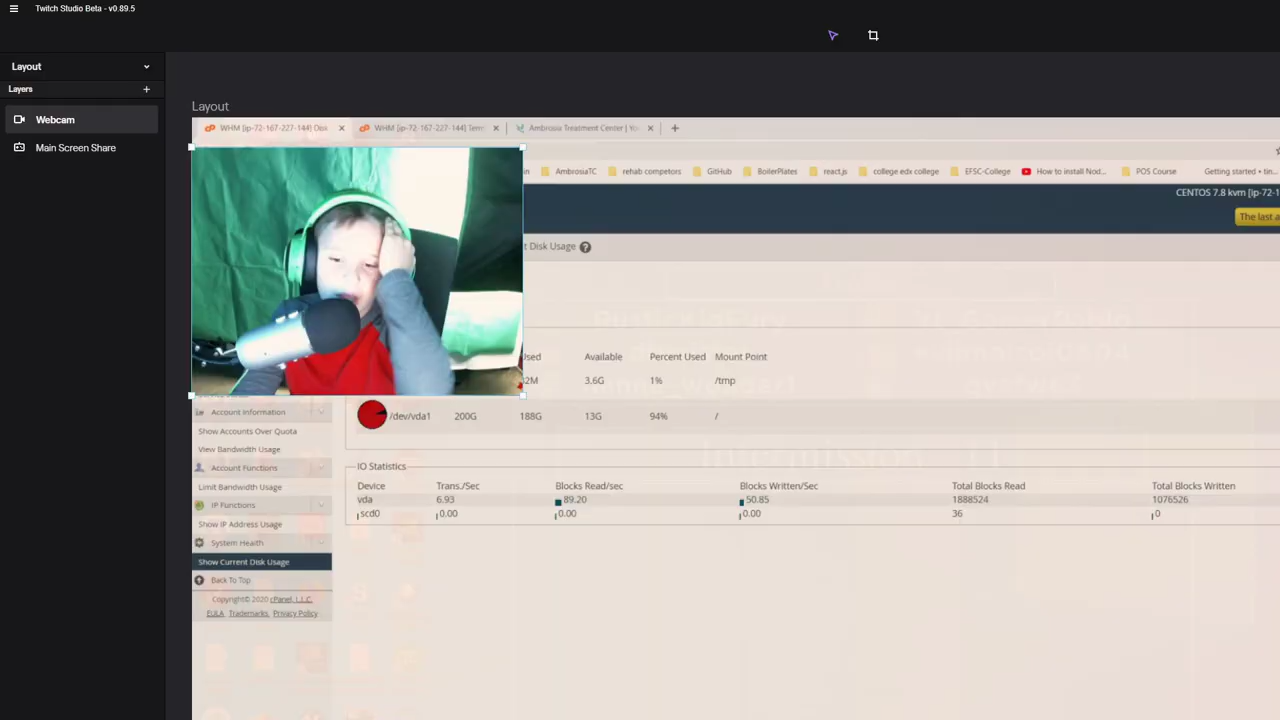 Twitch Studio Beta - v0.89.5
Layout
Layers
Webcam
Main Screen Share
Layout
WHM [ip-72-167-227-144] Disk
WHM [ip-72-167-227-144] Term
Ambrosia Treatment Center | You
AmbrosiaTC
rehab competors
GitHub
BoilerPlates
react.js
college edx college
EFSC-College
How to install Nod...
POS Course
Getting started • tin...
CENTOS 7.8 kvm [ip-72-1
The last a
t Disk Usage
Used Available Percent Used Mount Point
32M 3.6G 1% /tmp
/dev/vda1 200G 188G 13G 94% /
Account Information
Show Accounts Over Quota
View Bandwidth Usage
Account Functions
Limit Bandwidth Usage
IP Functions
Show IP Address Usage
System Health
Show Current Disk Usage
Back To Top
Copyright© 2020 cPanel, L.L.C.
EULA Trademarks Privacy Policy
IO Statistics
Device Trans./Sec Blocks Read/sec Blocks Written/Sec Total Blocks Read Total Blocks Written
vda 6.93 89.20 50.85 1888524 1076526
scd0 0.00 0.00 0.00 36 0